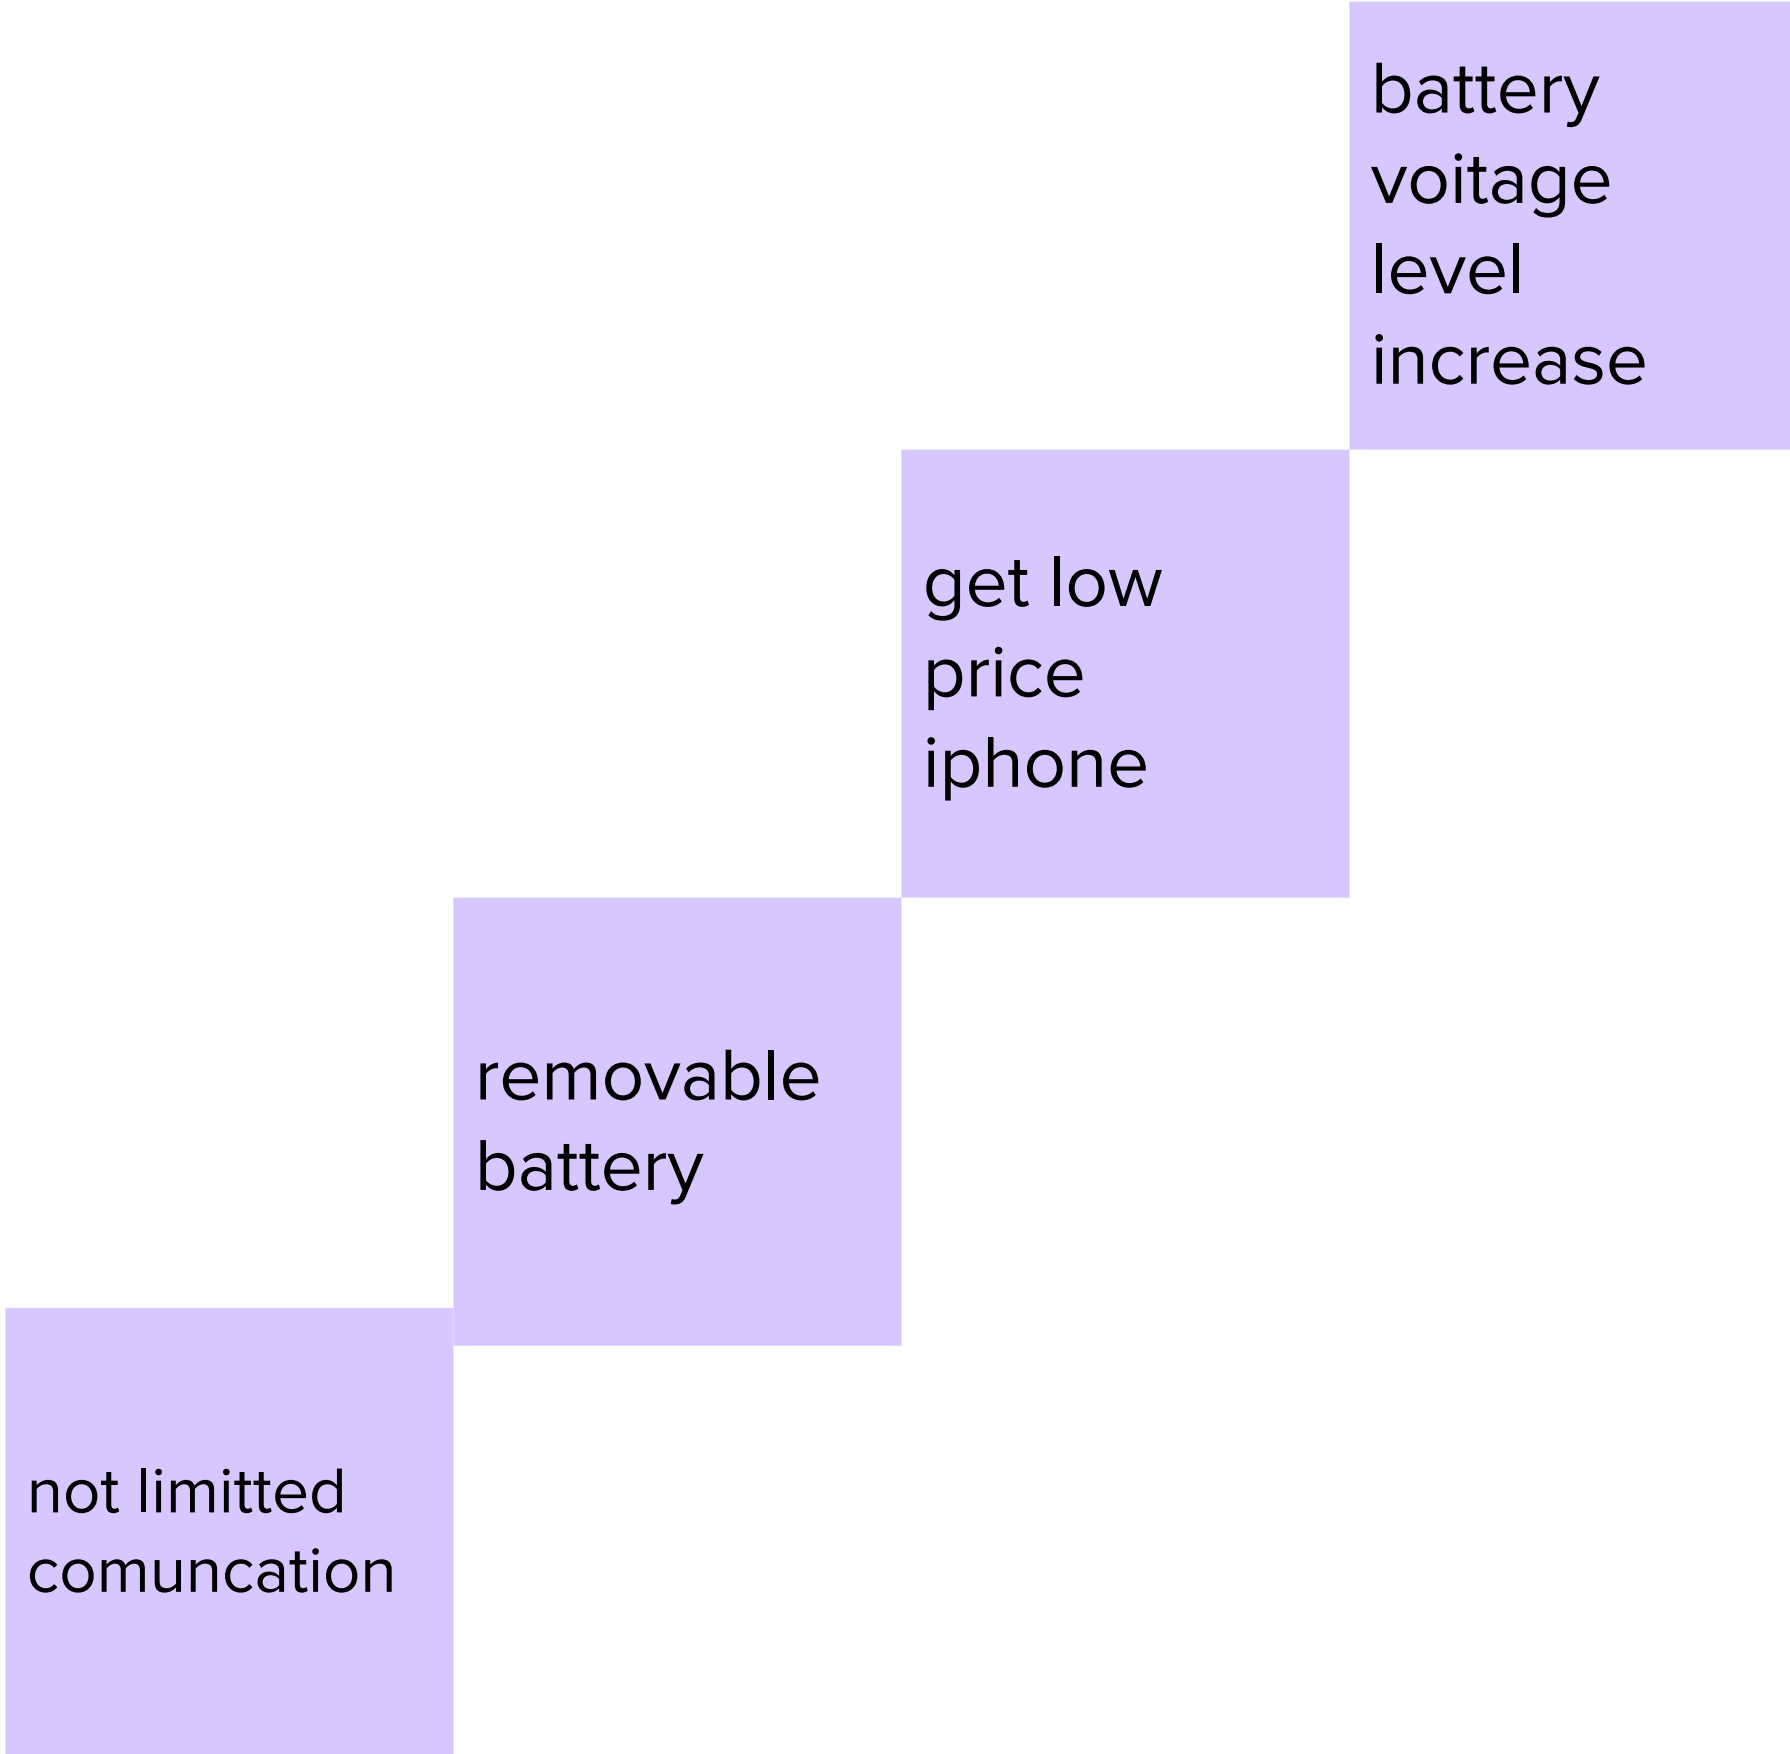 battery
voitage
level
increase
get low
price
iphone
removable
battery
not limitted
comuncation